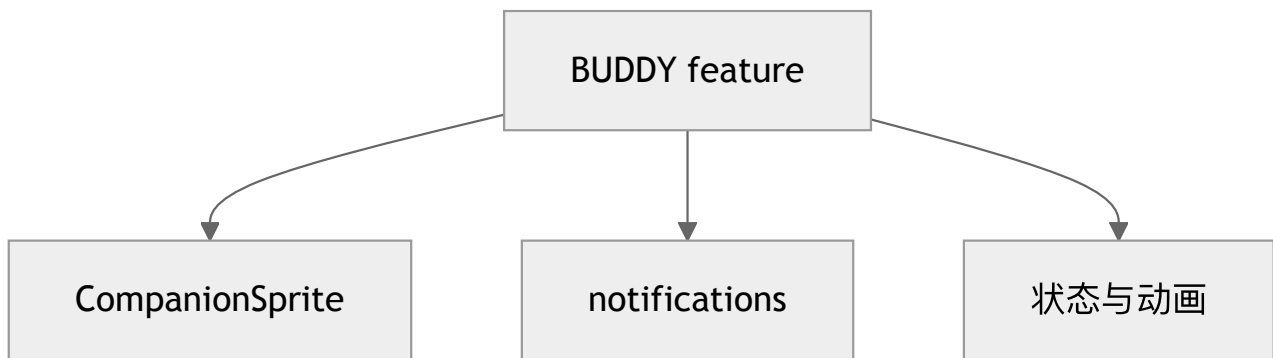 BUDDY feature
CompanionSprite
notifications
状态与动画